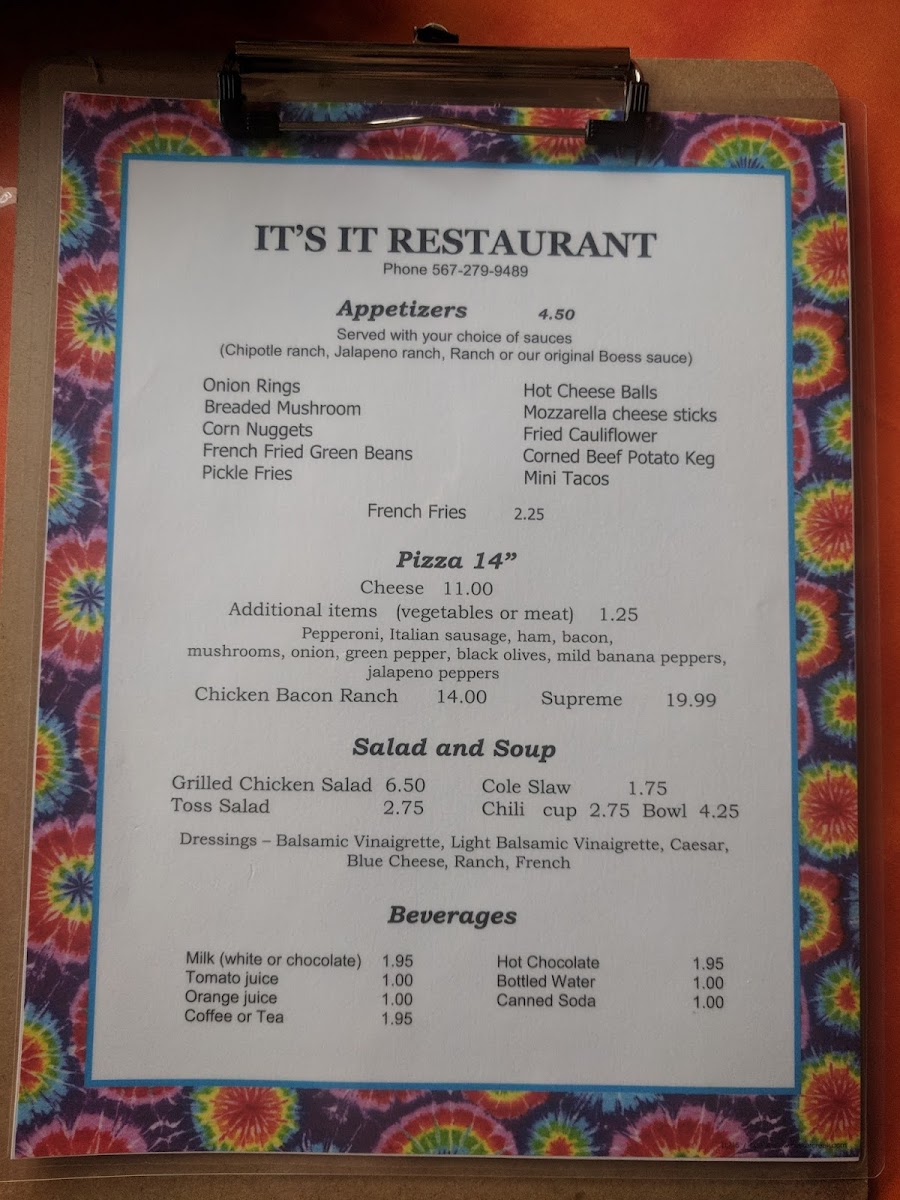 IT'S IT RESTAURANT
Phone 567-279-9489
Appetizers 4.50
Served with your choice of sauces
(Chipotle ranch, Jalapeno ranch, Ranch or our original Boess sauce)
Onion Rings
Breaded Mushroom
Corn Nuggets
French Fried Green Beans
Pickle Fries
Hot Cheese Balls
Mozzarella cheese sticks
Fried Cauliflower
Corned Beef Potato Keg
Mini Tacos
French Fries 2.25
Pizza 14”
Cheese 11.00
Additional items (vegetables or meat) 1.25
Pepperoni, Italian sausage, ham, bacon,
mushrooms, onion, green pepper, black olives, mild banana peppers,
jalapeno peppers
Chicken Bacon Ranch 14.00 Supreme 19.99
Salad and Soup
Grilled Chicken Salad 6.50 Cole Slaw 1.75
Toss Salad 2.75 Chili cup 2.75 Bowl 4.25
Dressings – Balsamic Vinaigrette, Light Balsamic Vinaigrette, Caesar,
Blue Cheese, Ranch, French
Beverages
Milk (white or chocolate) 1.95
Tomato juice 1.00
Orange juice 1.00
Coffee or Tea 1.95
Hot Chocolate 1.95
Bottled Water 1.00
Canned Soda 1.00